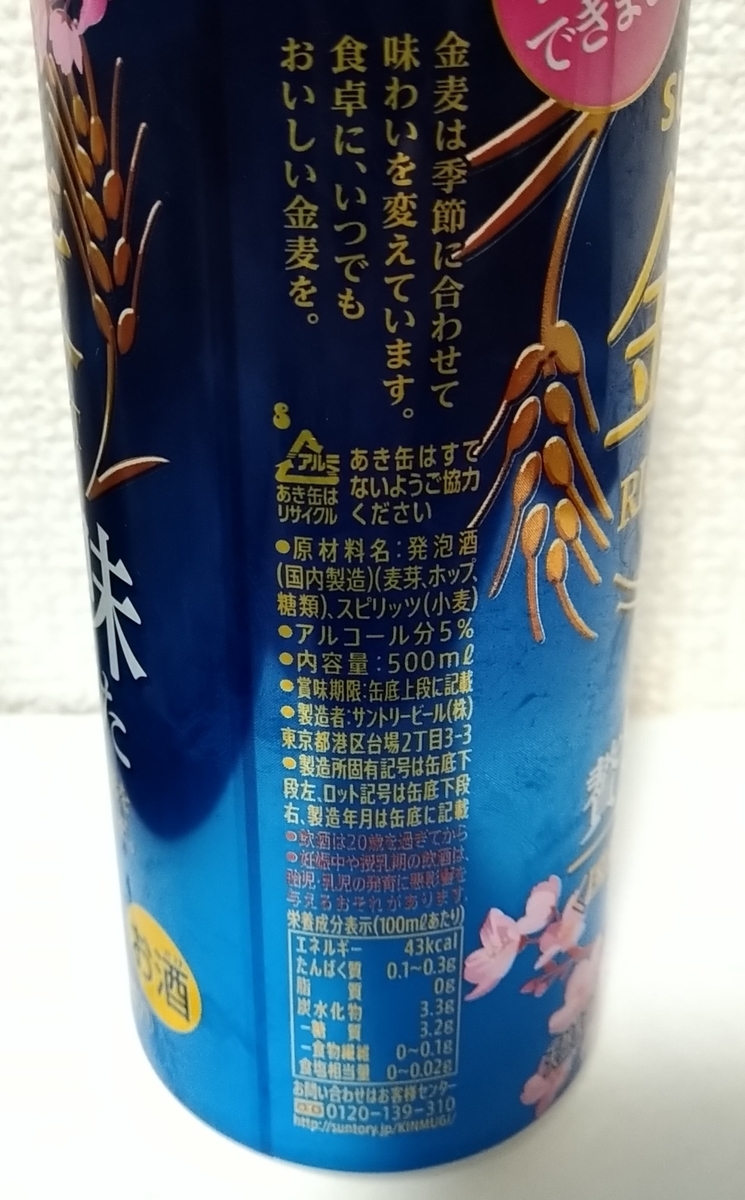 できま
金麦は季節に合わせて
味わいを変えています。
食卓に、いつでも
おいしい金麦を。
アルミ
あき缶は
リサイクル
あき缶はすて
ないようご協力
ください
●原材料名:発泡酒
(国内製造)(麦芽、ホップ、
糖類)、スピリッツ(小麦)
●アルコール分5%
●内容量:500mℓ
●賞味期限:缶底上段に記載
●製造者:サントリービール(株)
東京都港区台場2丁目3-3
●製造所固有記号は缶底下
段左、ロット記号は缶底下段
右、製造年月は缶底に記載
●飲酒は20歳を過ぎてから
●妊娠中や授乳期の飲酒は、
胎児・乳児の発育に悪影響を
与えるおそれがあります。
栄養成分表示(100mℓあたり)
エネルギー 43kcal
たんぱく質 0.1~0.3g
脂質 0g
炭水化物 3.3g
-糖質 3.2g
-食物繊維 0~0.1g
食塩相当量 0~0.02g
お問い合わせはお客様センター
0120-139-310
http://suntory.jp/KINMUGI/
味
た
お酒
金
贅